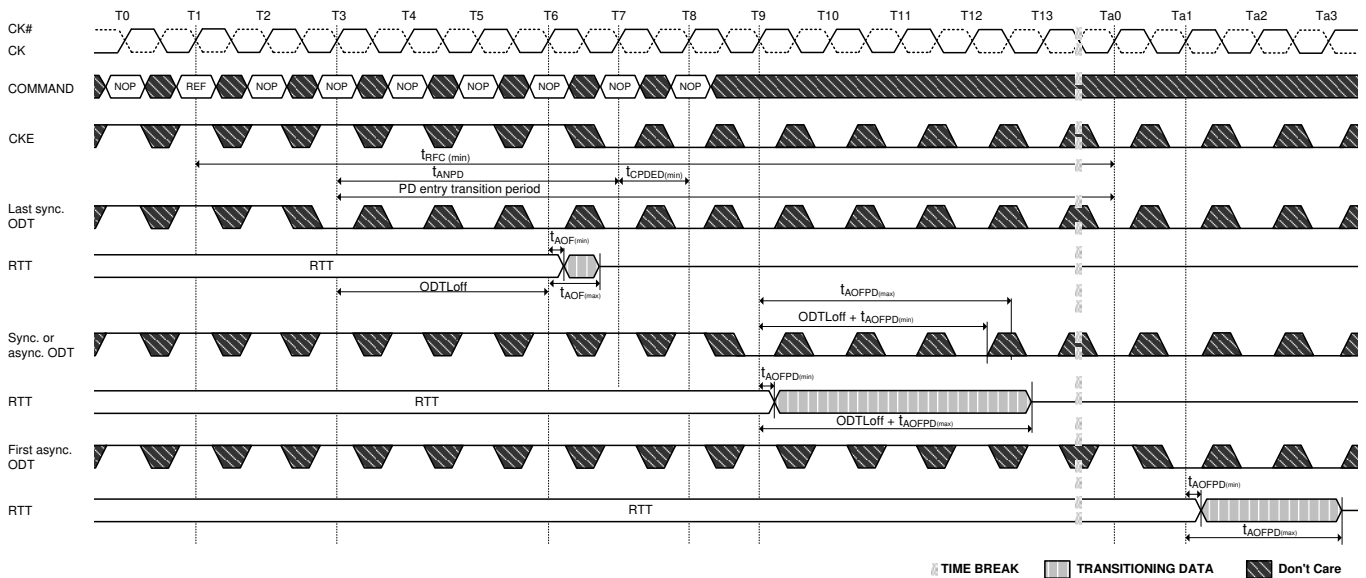 T0 T1 T2 T3 T4 T5 T6 T7 T8 T9 T10 T11 T12 T13 Ta0 Ta1 Ta2 Ta3
CK#
CK
COMMAND NOP REF NOP NOP NOP NOP NOP NOP NOP
CKE
tRFC (min)
tANPD tCPDED(min)
PD entry transition period
Last sync.
ODT
tAOF(min)
RTT RTT
ODTLoff tAOF(max)
tAOFPD(max)
ODTLoff + tAOFPD(min)
Sync. or
async. ODT
tAOFPD(min)
RTT RTT
ODTLoff + tAOFPD(max)
First async.
ODT
tAOFPD(min)
RTT RTT
tAOFPD(max)
TIME BREAK TRANSITIONING DATA Don't Care